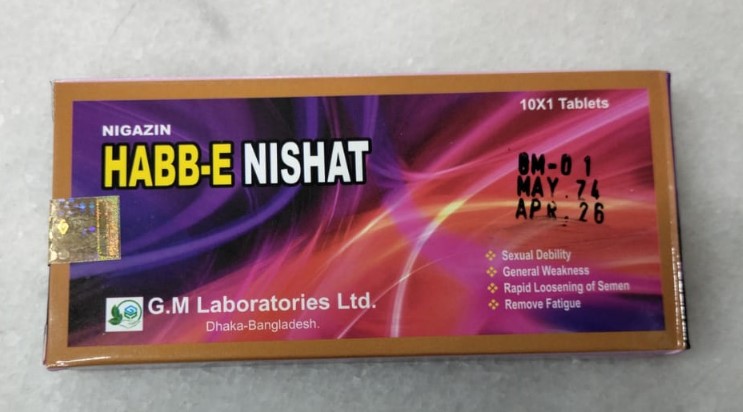 10X1 Tablets
NIGAZIN
HABB-E NISHAT
BM-01
MAY.24
APR.26
❖ Sexual Debility
❖ General Weakness
❖ Rapid Loosening of Semen
❖ Remove Fatigue
G.M Laboratories Ltd.
Dhaka-Bangladesh.